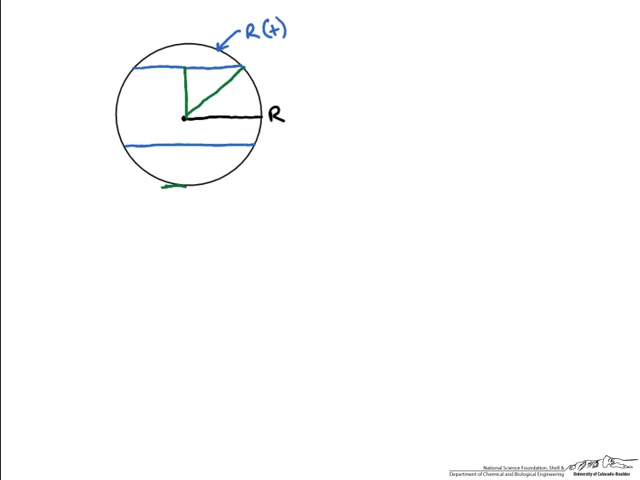 R(t)
R
National Science Foundation, Shell &
Department of Chemical and Biological Engineering
University of Colorado Boulder